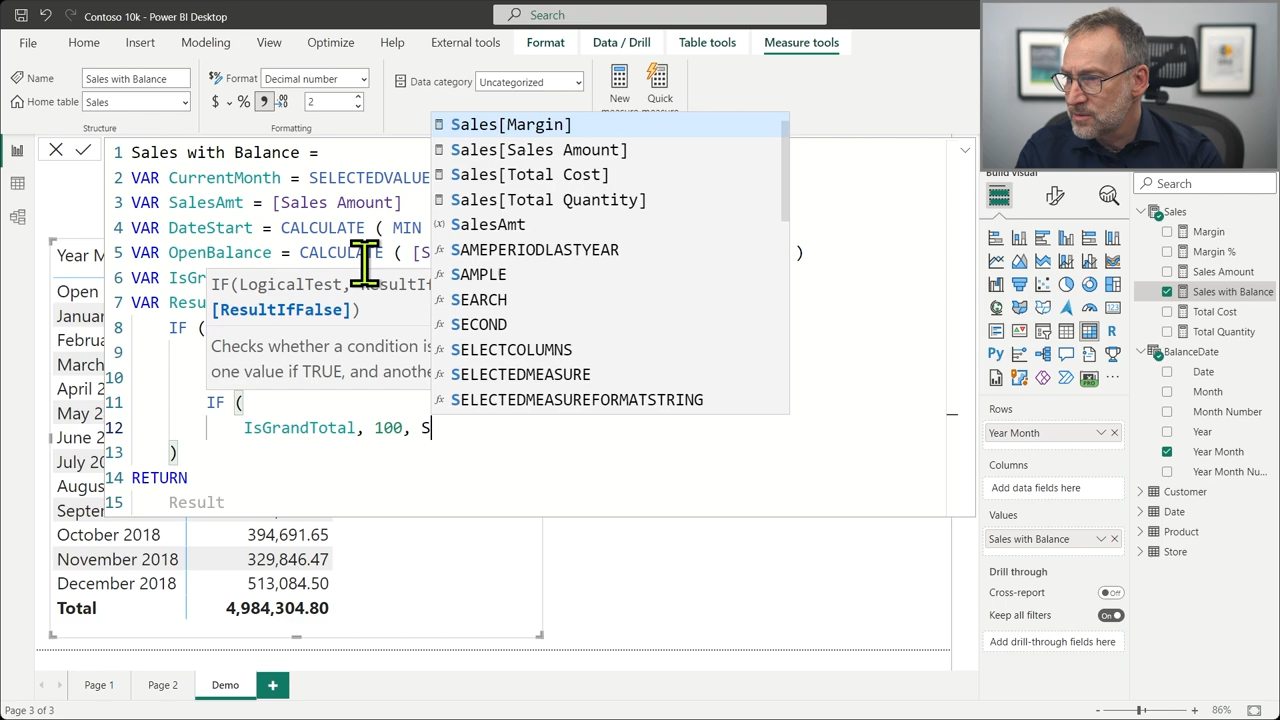 Contoso 10k - Power BI Desktop
Search
File Home Insert Modeling View Optimize Help External tools Format Data / Drill Table tools Measure tools
Name Sales with Balance
Home table Sales
Structure
Format Decimal number
$ % 2
Formatting
Data category Uncategorized
New
Quick
1 Sales with Balance =
2 VAR CurrentMonth = SELECTEDVALUE
3 VAR SalesAmt = [Sales Amount]
4 VAR DateStart = CALCULATE ( MIN
5 VAR OpenBalance = CALCULATE ( [S )
6 VAR IsGr
7 VAR Resu
8 IF (
9
10
11 IF (
12 IsGrandTotal, 100, S
13 )
14 RETURN
15 Result
IF(LogicalTest, ResultIf
[ResultIfFalse])
Checks whether a condition is
one value if TRUE, and anothe
Sales[Margin]
Sales[Sales Amount]
Sales[Total Cost]
Sales[Total Quantity]
SalesAmt
SAMEPERIODLASTYEAR
SAMPLE
SEARCH
SECOND
SELECTCOLUMNS
SELECTEDMEASURE
SELECTEDMEASUREFORMATSTRING
Year Mo
Open
Januar
Februa
March
April 2
May 2
June 2
July 20
Augus
Septer
October 2018 394,691.65
November 2018 329,846.47
December 2018 513,084.50
Total 4,984,304.80
Build visual
Rows
Year Month
Columns
Add data fields here
Values
Sales with Balance
Drill through
Cross-report Off
Keep all filters On
Add drill-through fields here
Search
Sales
Margin
Margin %
Sales Amount
Sales with Balance
Total Cost
Total Quantity
BalanceDate
Date
Month
Month Number
Year
Year Month
Year Month Nu...
Customer
Date
Product
Store
Page 1 Page 2 Demo
Page 3 of 3
86%